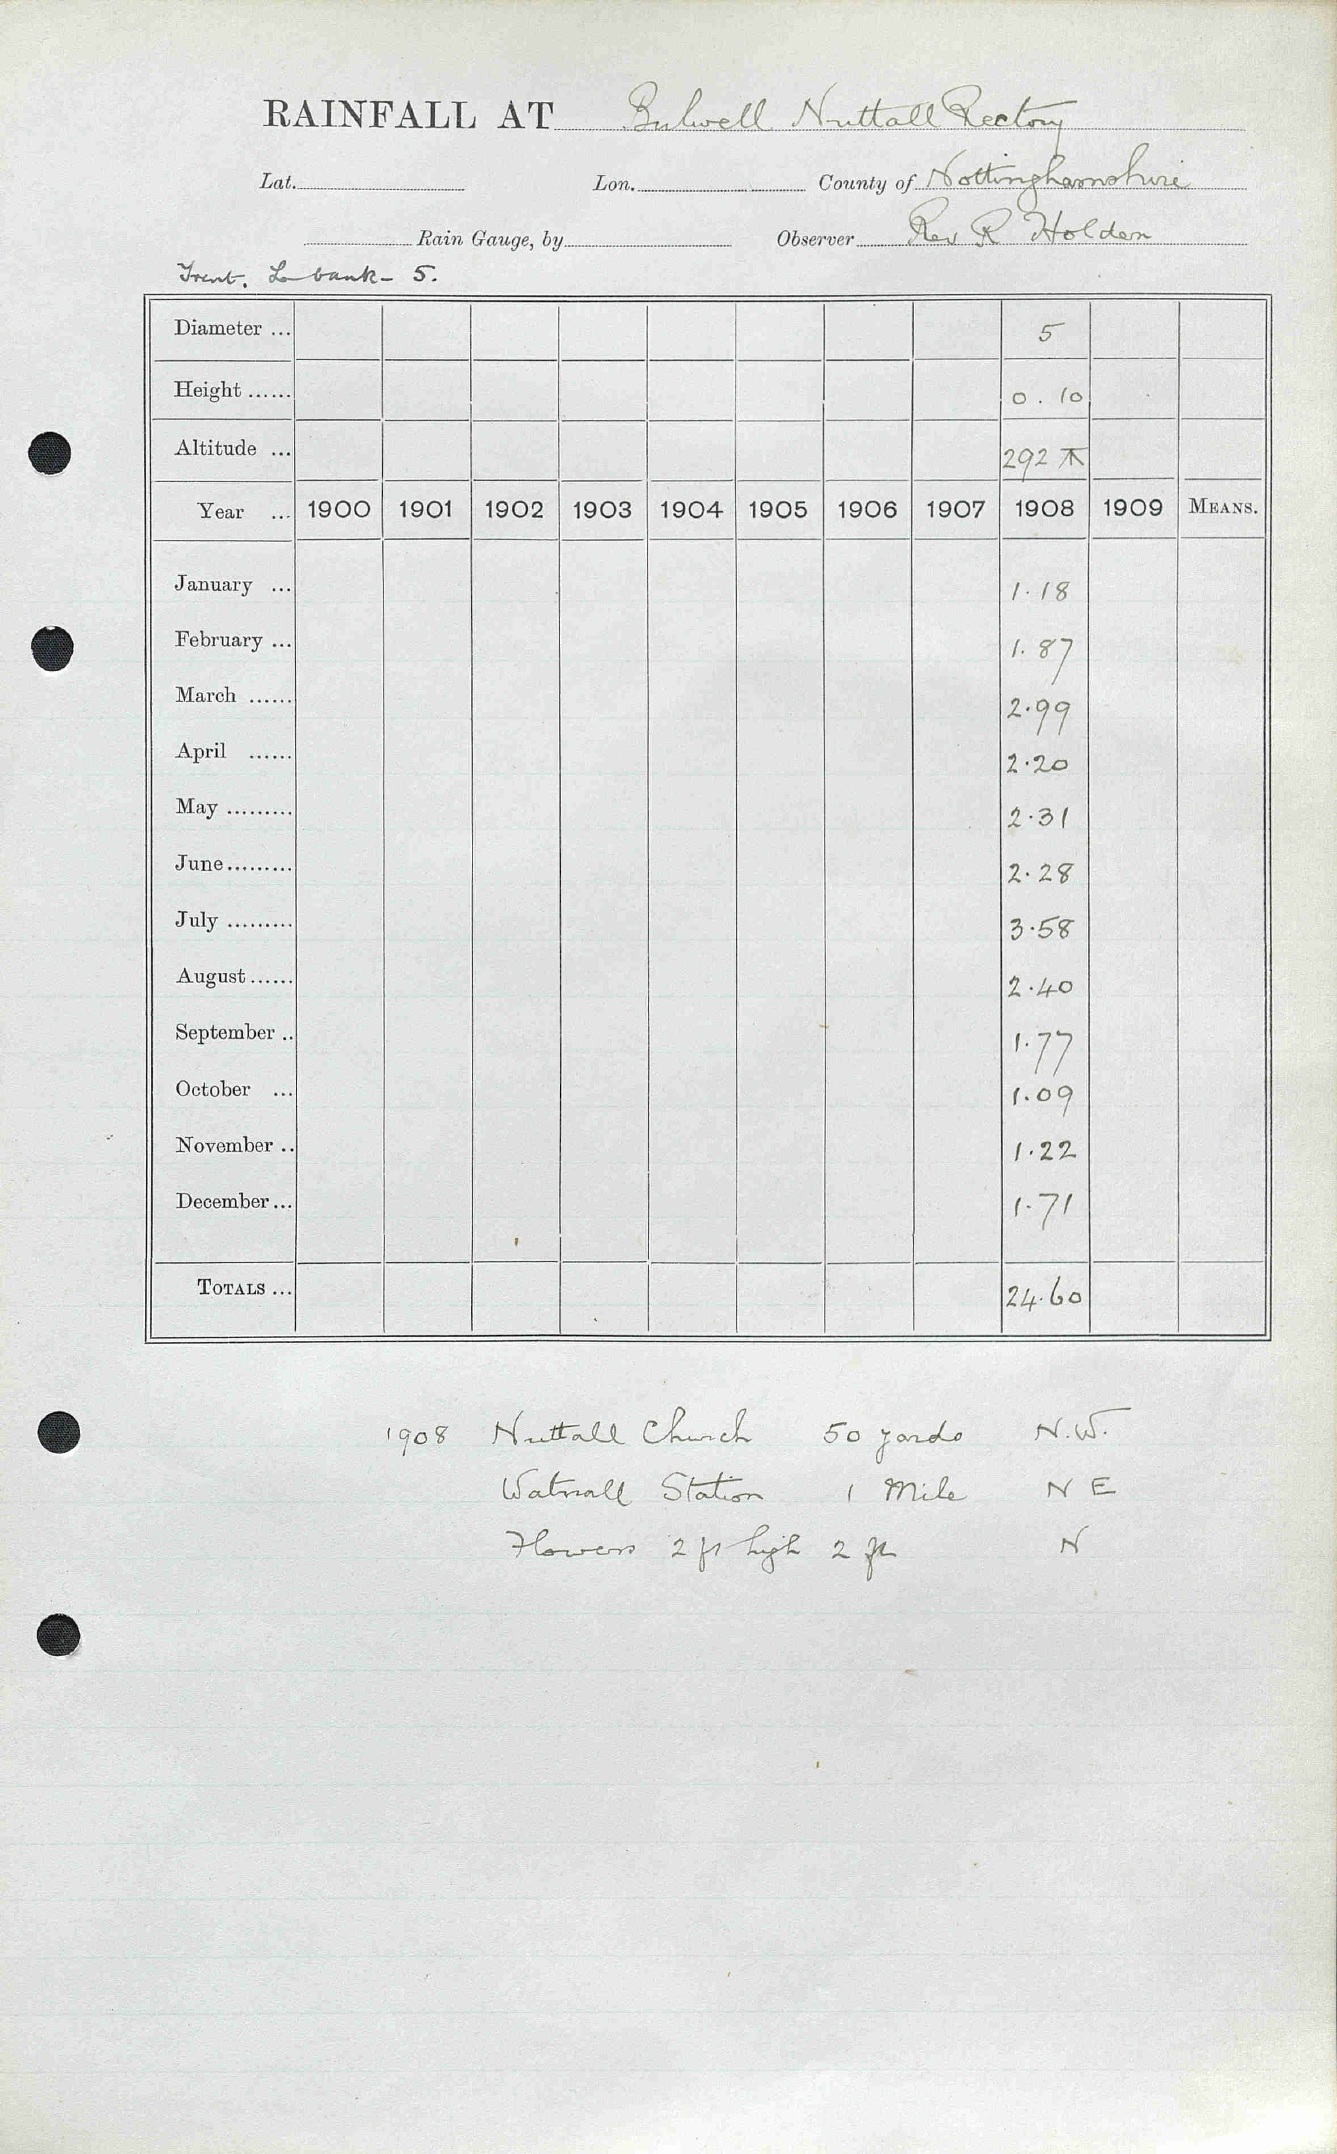 RAINFALL AT Bulwell Nuttall Rectory
Lat. Lon. County of Nottinghamshire
Rain Gauge, by Observer Rev R Holden
Trent. L bank - 5.
Diameter ... 5
Height ...... 0 . 10
Altitude ... 292
Year ... 1900 1901 1902 1903 1904 1905 1906 1907 1908 1909 MEANS.
January ... 1.18
February ... 1.87
March ...... 2.99
April ...... 2.20
May ......... 2.31
June ......... 2.28
July ......... 3.58
August ...... 2.40
September .. 1.77
October ... 1.09
November .. 1.22
December ... 1.71
TOTALS ... 24.60
1908 Nuttall Church 50 yards N.W.
Watnall Station 1 Mile N E
Flowers 2 ft high 2 ft N